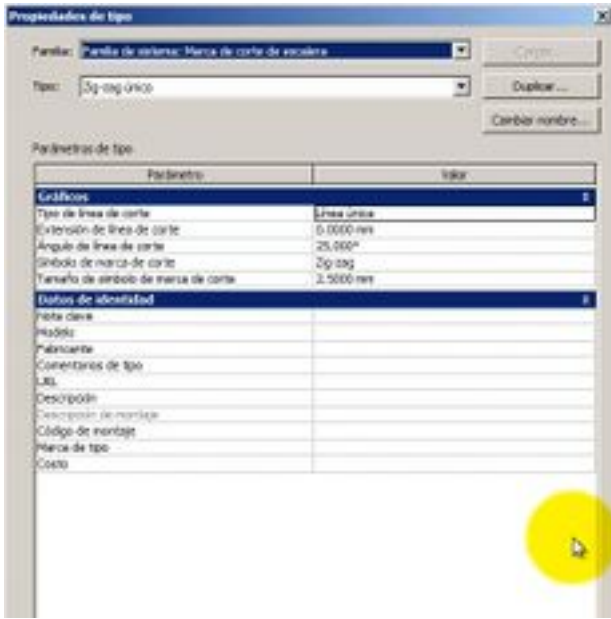 Propiedades de tipo
Familia: Familia de sistema: Marca de corte de escalera
Cargar...
Tipo: Zig-zag único
Duplicar...
Cambiar nombre...
Parámetros de tipo
Parámetro Valor
Gráficos
Tipo de línea de corte Línea única
Extensión de línea de corte 6.0000 mm
Ángulo de línea de corte 25.000°
Símbolo de marca de corte Zig-zag
Tamaño de símbolo de marca de corte 2.5000 mm
Datos de identidad
Nota clave
Modelo
Fabricante
Comentarios de tipo
URL
Descripción
Descripción de montaje
Código de montaje
Marca de tipo
Costo